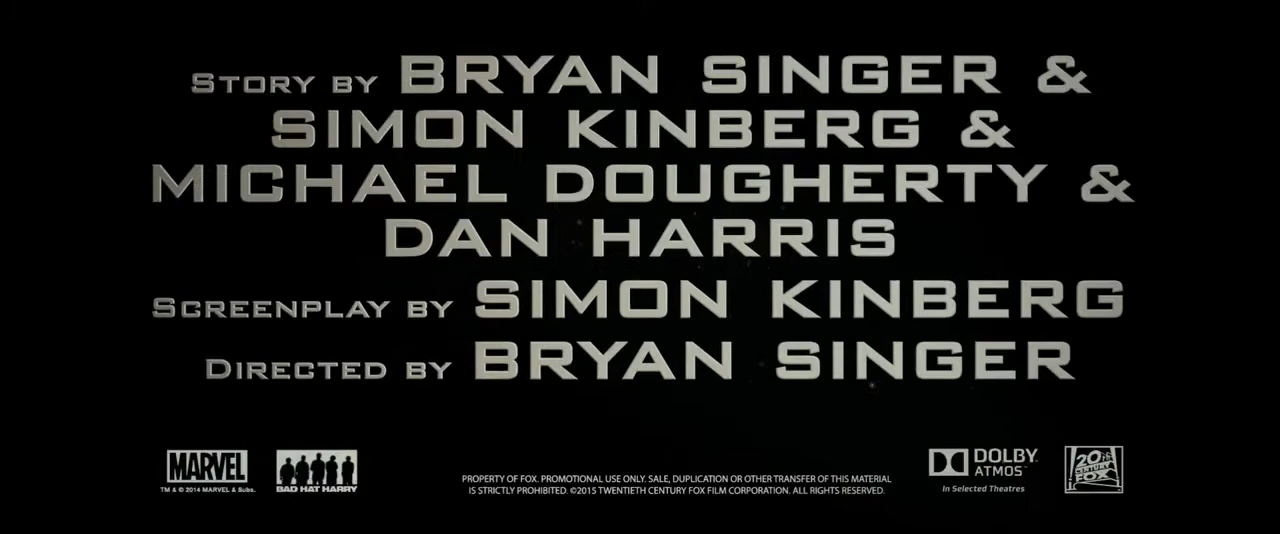 STORY BY BRYAN SINGER &
SIMON KINBERG &
MICHAEL DOUGHERTY &
DAN HARRIS
SCREENPLAY BY SIMON KINBERG
DIRECTED BY BRYAN SINGER
MARVEL
TM & © 2014 MARVEL & Subs.
BAD HAT HARRY
PROPERTY OF FOX. PROMOTIONAL USE ONLY. SALE, DUPLICATION OR OTHER TRANSFER OF THIS MATERIAL
IS STRICTLY PROHIBITED. ©2015 TWENTIETH CENTURY FOX FILM CORPORATION. ALL RIGHTS RESERVED.
DOLBY
ATMOS
In Selected Theatres
20th
CENTURY
FOX